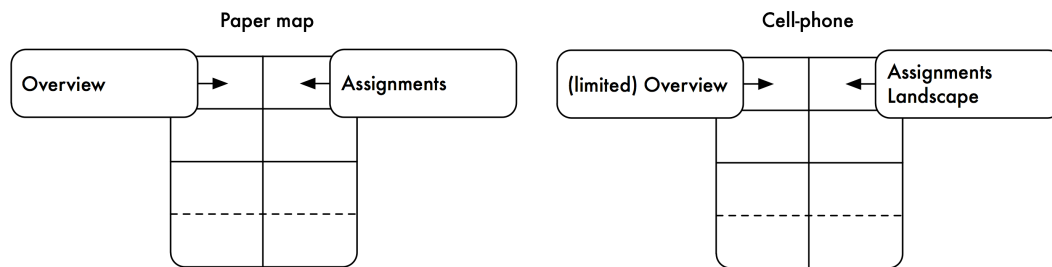 Paper map
Overview
Assignments
Cell-phone
(limited) Overview
Assignments
Landscape